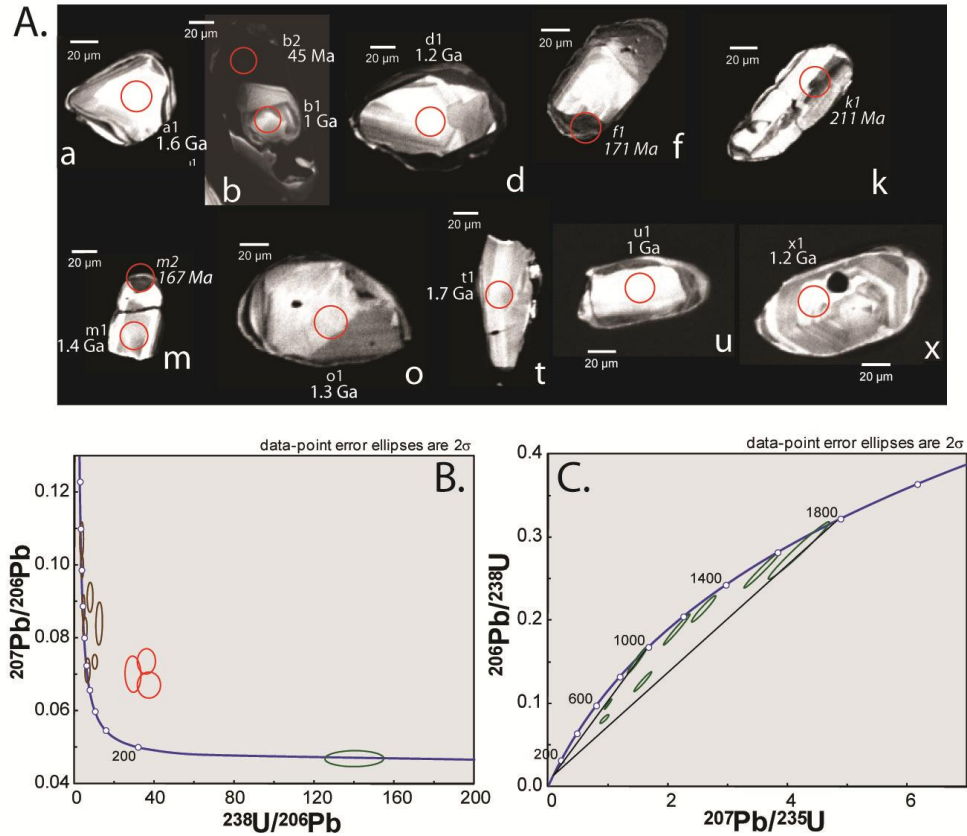 A.
20 µm
a1
1.6 Ga
a
20 µm
b2
45 Ma
b1
1 Ga
b
d1
1.2 Ga
20 µm
d
20 µm
f1
171 Ma
f
20 µm
k1
211 Ma
k
20 µm
m2
167 Ma
m1
1.4 Ga
m
20 µm
o1
1.3 Ga
o
20 µm
t1
1.7 Ga
t
u1
1 Ga
20 µm
u
x1
1.2 Ga
20 µm
x
data-point error ellipses are 2σ
B.
0.12
0.10
0.08
0.06
0.04
207Pb/206Pb
200
0
40
80
120
160
200
238U/206Pb
data-point error ellipses are 2σ
C.
0.4
0.3
0.2
0.1
0.0
206Pb/238U
1800
1400
1000
600
200
0
2
4
6
207Pb/235U